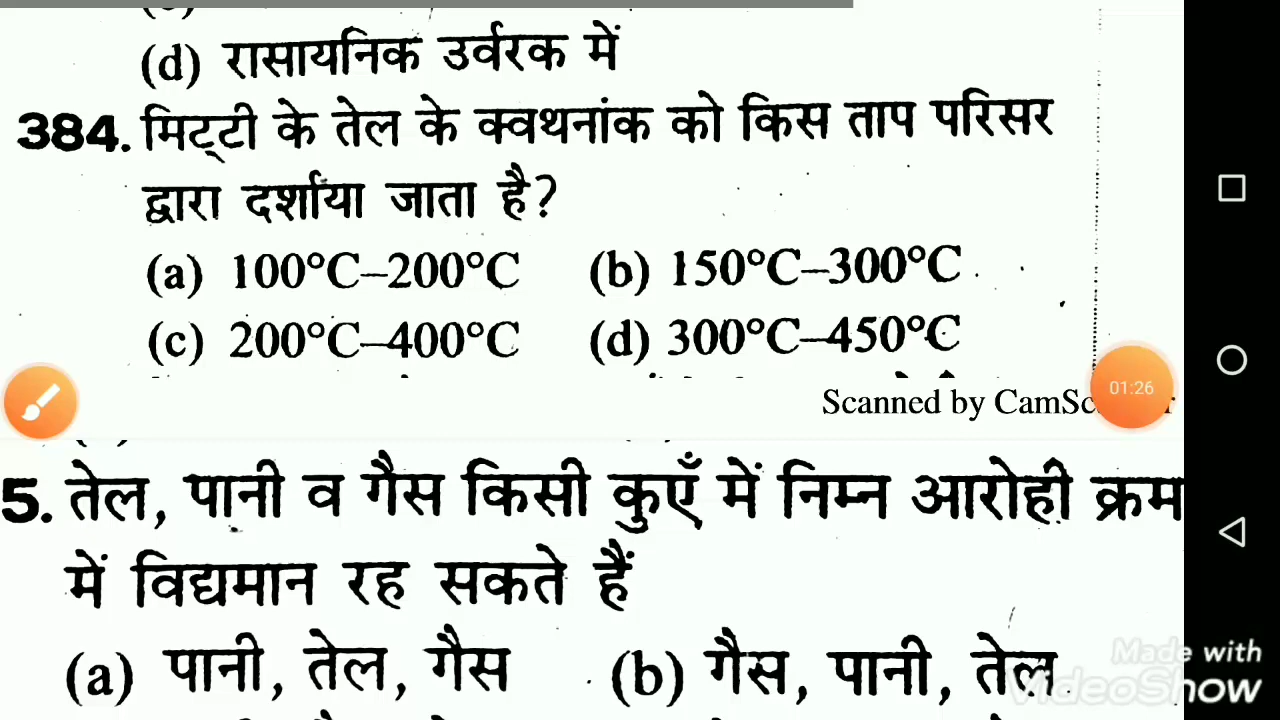 (d) रासायनिक उर्वरक में
384. मिट्टी के तेल के क्वथनांक को किस ताप परिसर
द्वारा दर्शाया जाता है?
(a) 100°C–200°C (b) 150°C–300°C
(c) 200°C–400°C (d) 300°C–450°C
01:26
Scanned by
5. तेल, पानी व गैस किसी कुएँ में निम्न आरोही क्रम
में विद्यमान रह सकते हैं
(a) पानी, तेल, गैस (b) गैस, पानी, तेल
Made with
VideoShow